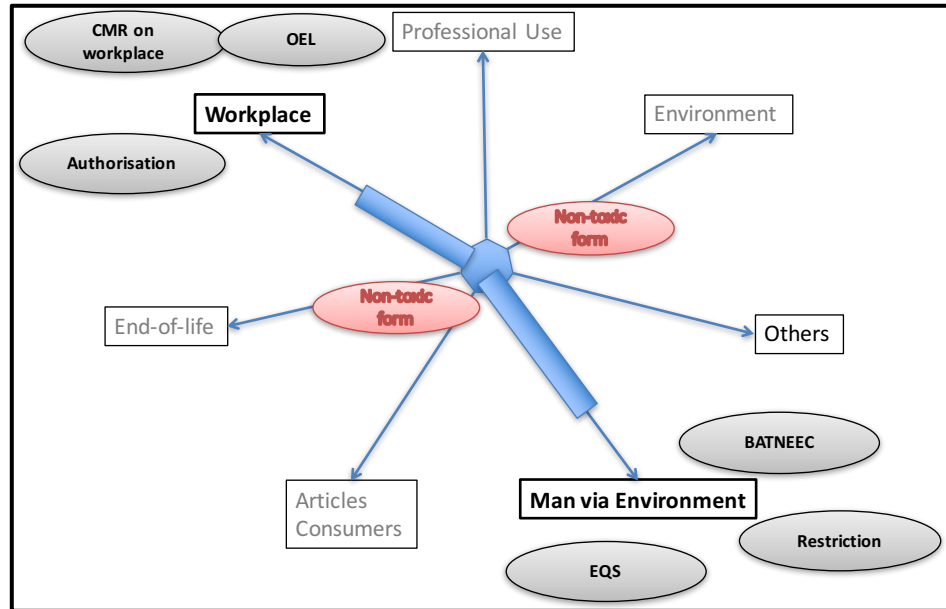 CMR on
workplace
OEL
Professional Use
Workplace
Environment
Authorisation
Non-toxic
form
Non-toxic
form
End-of-life
Others
BATNEEC
Articles
Consumers
Man via Environment
Restriction
EQS